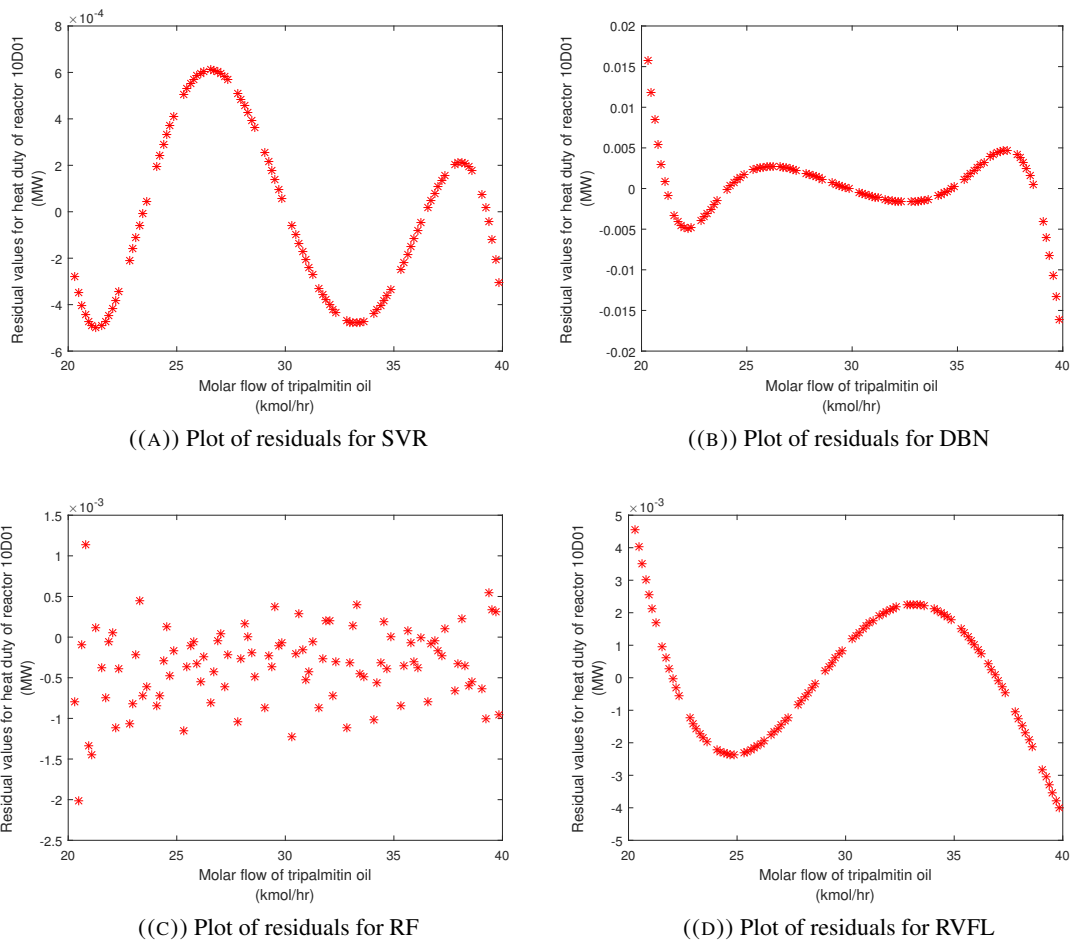 ×10-4
8
6
4
2
0
-2
-4
-6
20 25 30 35 40
Residual values for heat duty of reactor 10D01
(MW)
Molar flow of tripalmitin oil
(kmol/hr)
((A)) Plot of residuals for SVR
0.02
0.015
0.01
0.005
0
-0.005
-0.01
-0.015
-0.02
20 25 30 35 40
Residual values for heat duty of reactor 10D01
(MW)
Molar flow of tripalmitin oil
(kmol/hr)
((B)) Plot of residuals for DBN
×10-3
1.5
1
0.5
0
-0.5
-1
-1.5
-2
-2.5
20 25 30 35 40
Residual values for heat duty of reactor 10D01
(MW)
Molar flow of tripalmitin oil
(kmol/hr)
((C)) Plot of residuals for RF
×10-3
5
4
3
2
1
0
-1
-2
-3
-4
-5
20 25 30 35 40
Residual values for heat duty of reactor 10D01
(MW)
Molar flow of tripalmitin oil
(kmol/hr)
((D)) Plot of residuals for RVFL